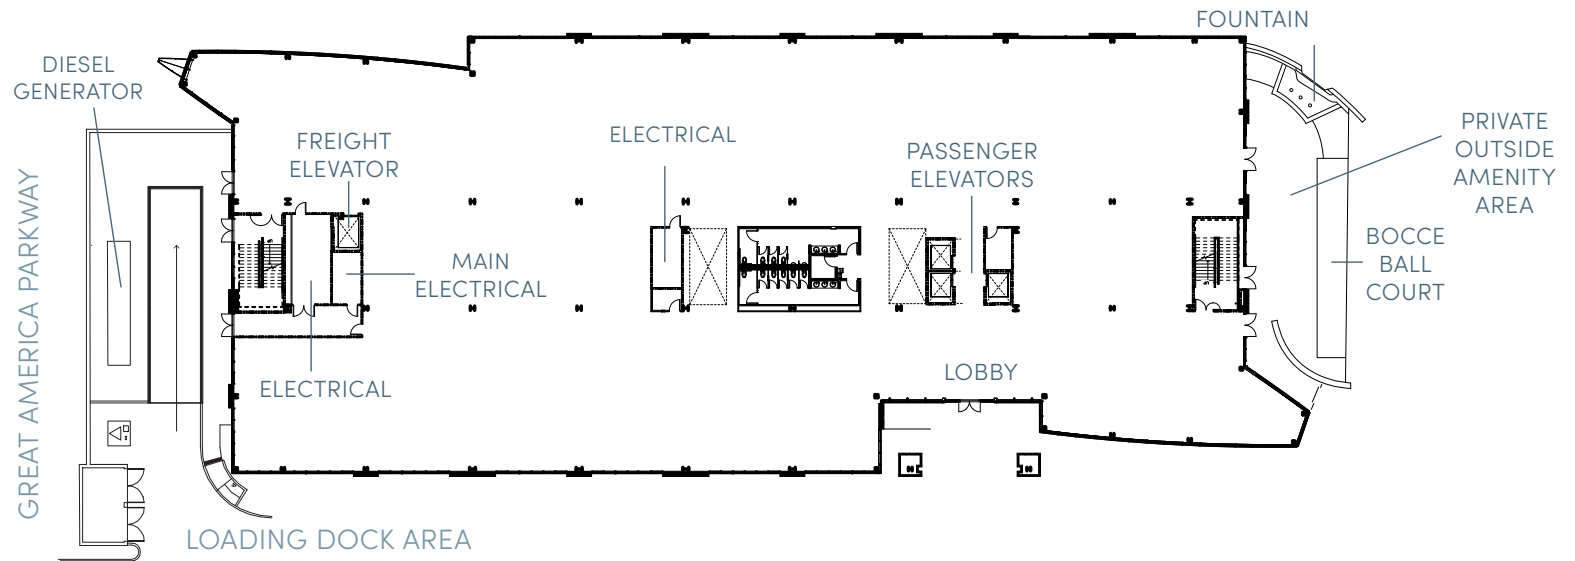 FOUNTAIN
DIESEL
GENERATOR
FREIGHT
ELEVATOR
ELECTRICAL
PASSENGER
ELEVATORS
PRIVATE
OUTSIDE
AMENITY
AREA
MAIN
ELECTRICAL
BOCCE
BALL
COURT
GREAT AMERICA PARKWAY
ELECTRICAL
LOBBY
LOADING DOCK AREA